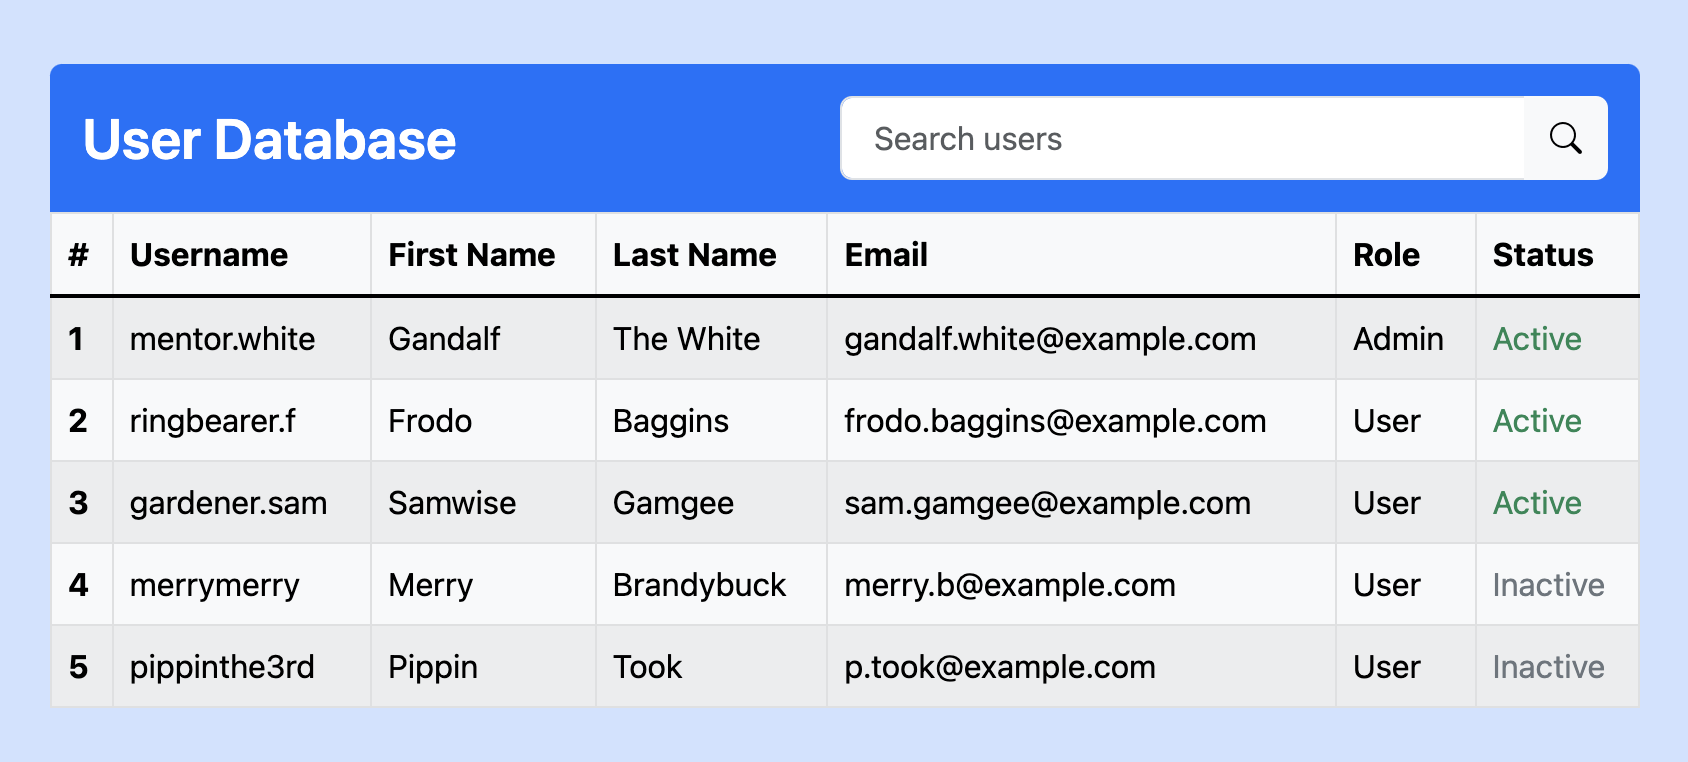 User Database
Search users
# Username First Name Last Name Email Role Status
1 mentor.white Gandalf The White gandalf.white@example.com Admin Active
2 ringbearer.f Frodo Baggins frodo.baggins@example.com User Active
3 gardener.sam Samwise Gamgee sam.gamgee@example.com User Active
4 merrymerry Merry Brandybuck merry.b@example.com User Inactive
5 pippinthe3rd Pippin Took p.took@example.com User Inactive